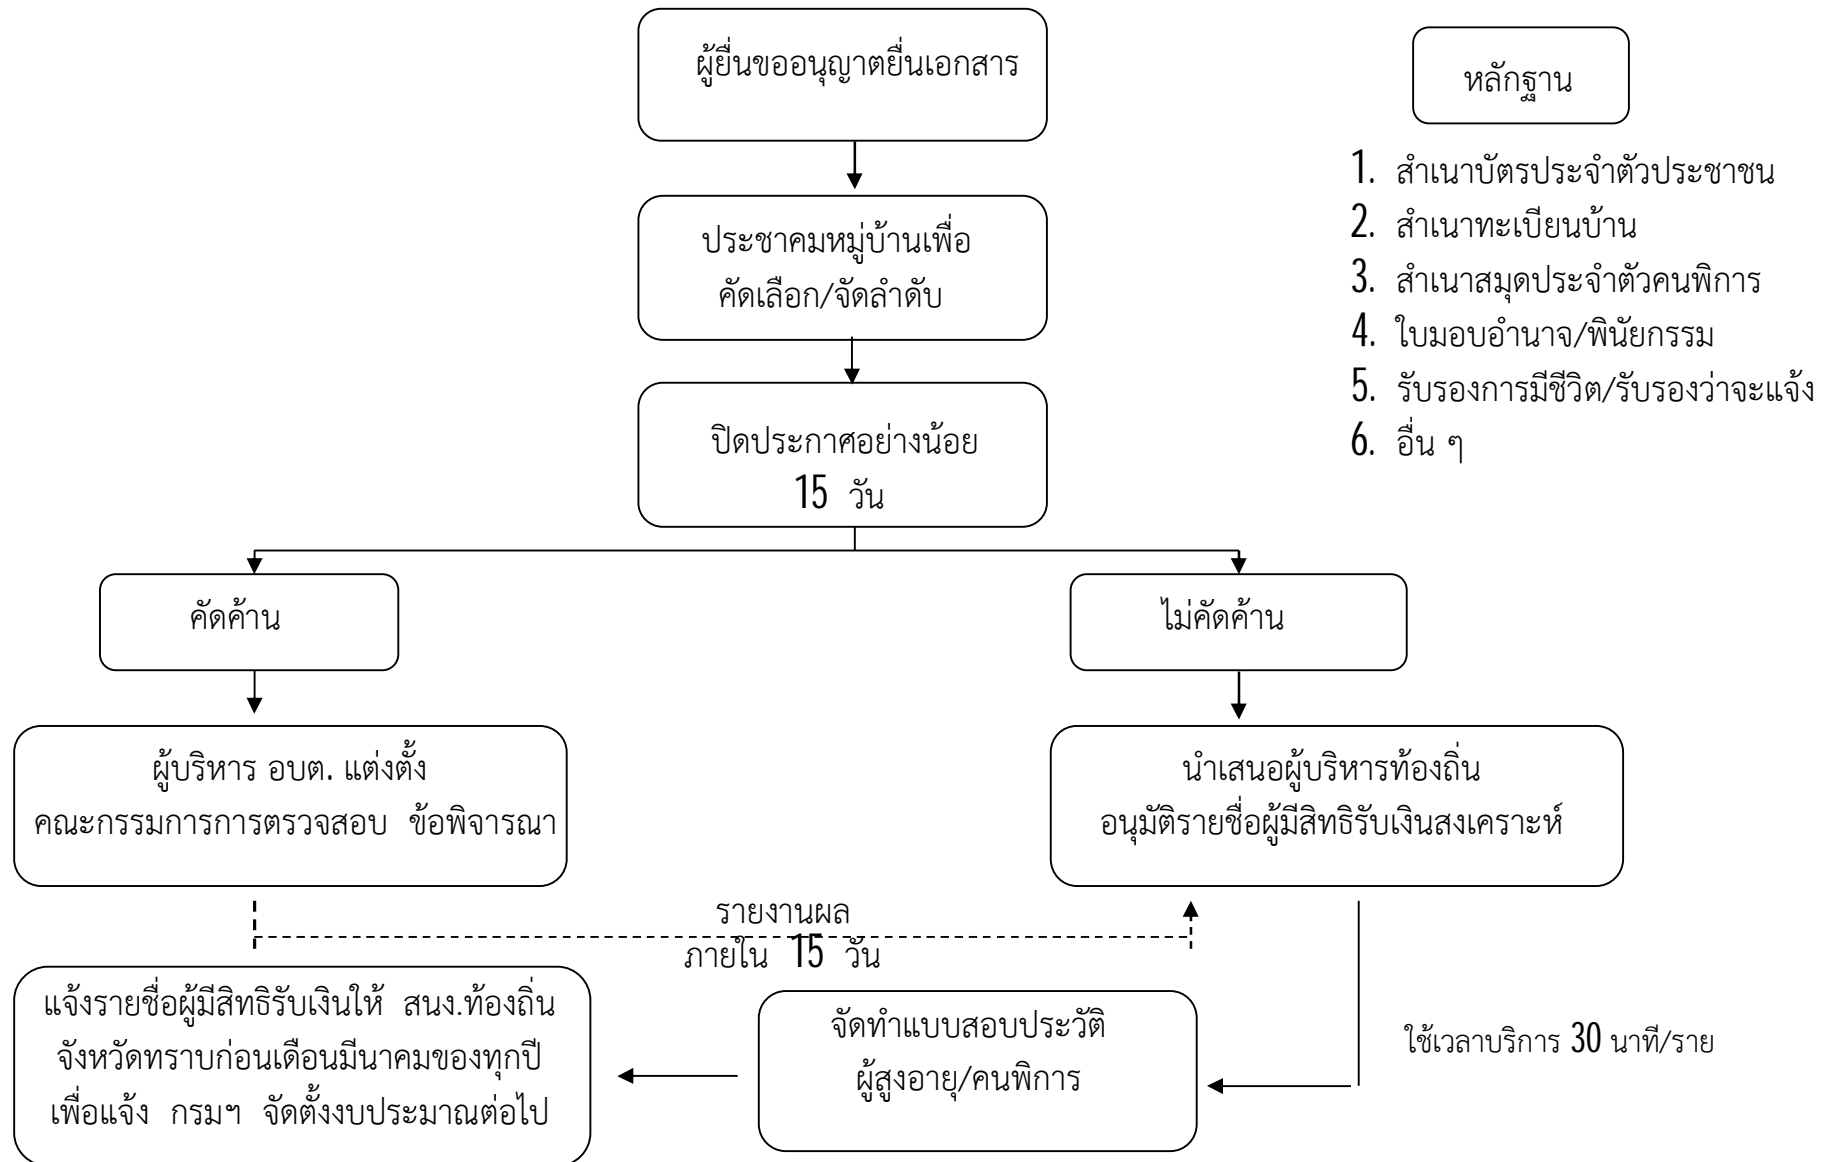 ผู้ยื่นขออนุญาตยื่นเอกสาร
ประชาคมหมู่บ้านเพื่อ
คัดเลือก/จัดลำดับ
ปิดประกาศอย่างน้อย
15 วัน
คัดค้าน
ไม่คัดค้าน
ผู้บริหาร อบต. แต่งตั้ง
คณะกรรมการการตรวจสอบ ข้อพิจารณา
นำเสนอผู้บริหารท้องถิ่น
อนุมัติรายชื่อผู้มีสิทธิรับเงินสงเคราะห์
รายงานผล
ภายใน 15 วัน
แจ้งรายชื่อผู้มีสิทธิรับเงินให้ สนง.ท้องถิ่น
จังหวัดทราบก่อนเดือนมีนาคมของทุกปี
เพื่อแจ้ง กรมฯ จัดตั้งงบประมาณต่อไป
จัดทำแบบสอบประวัติ
ผู้สูงอายุ/คนพิการ
ใช้เวลาบริการ 30 นาที/ราย
หลักฐาน
1. สำเนาบัตรประจำตัวประชาชน
2. สำเนาทะเบียนบ้าน
3. สำเนาสมุดประจำตัวคนพิการ
4. ใบมอบอำนาจ/พินัยกรรม
5. รับรองการมีชีวิต/รับรองว่าจะแจ้ง
6. อื่น ๆ